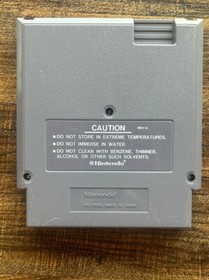 CAUTION
REV-A
• DO NOT STORE IN EXTREME TEMPERATURES.
• DO NOT IMMERSE IN WATER.
• DO NOT CLEAN WITH BENZENE, THINNER,
ALCOHOL OR OTHER SUCH SOLVENTS.
Nintendo
Nintendo